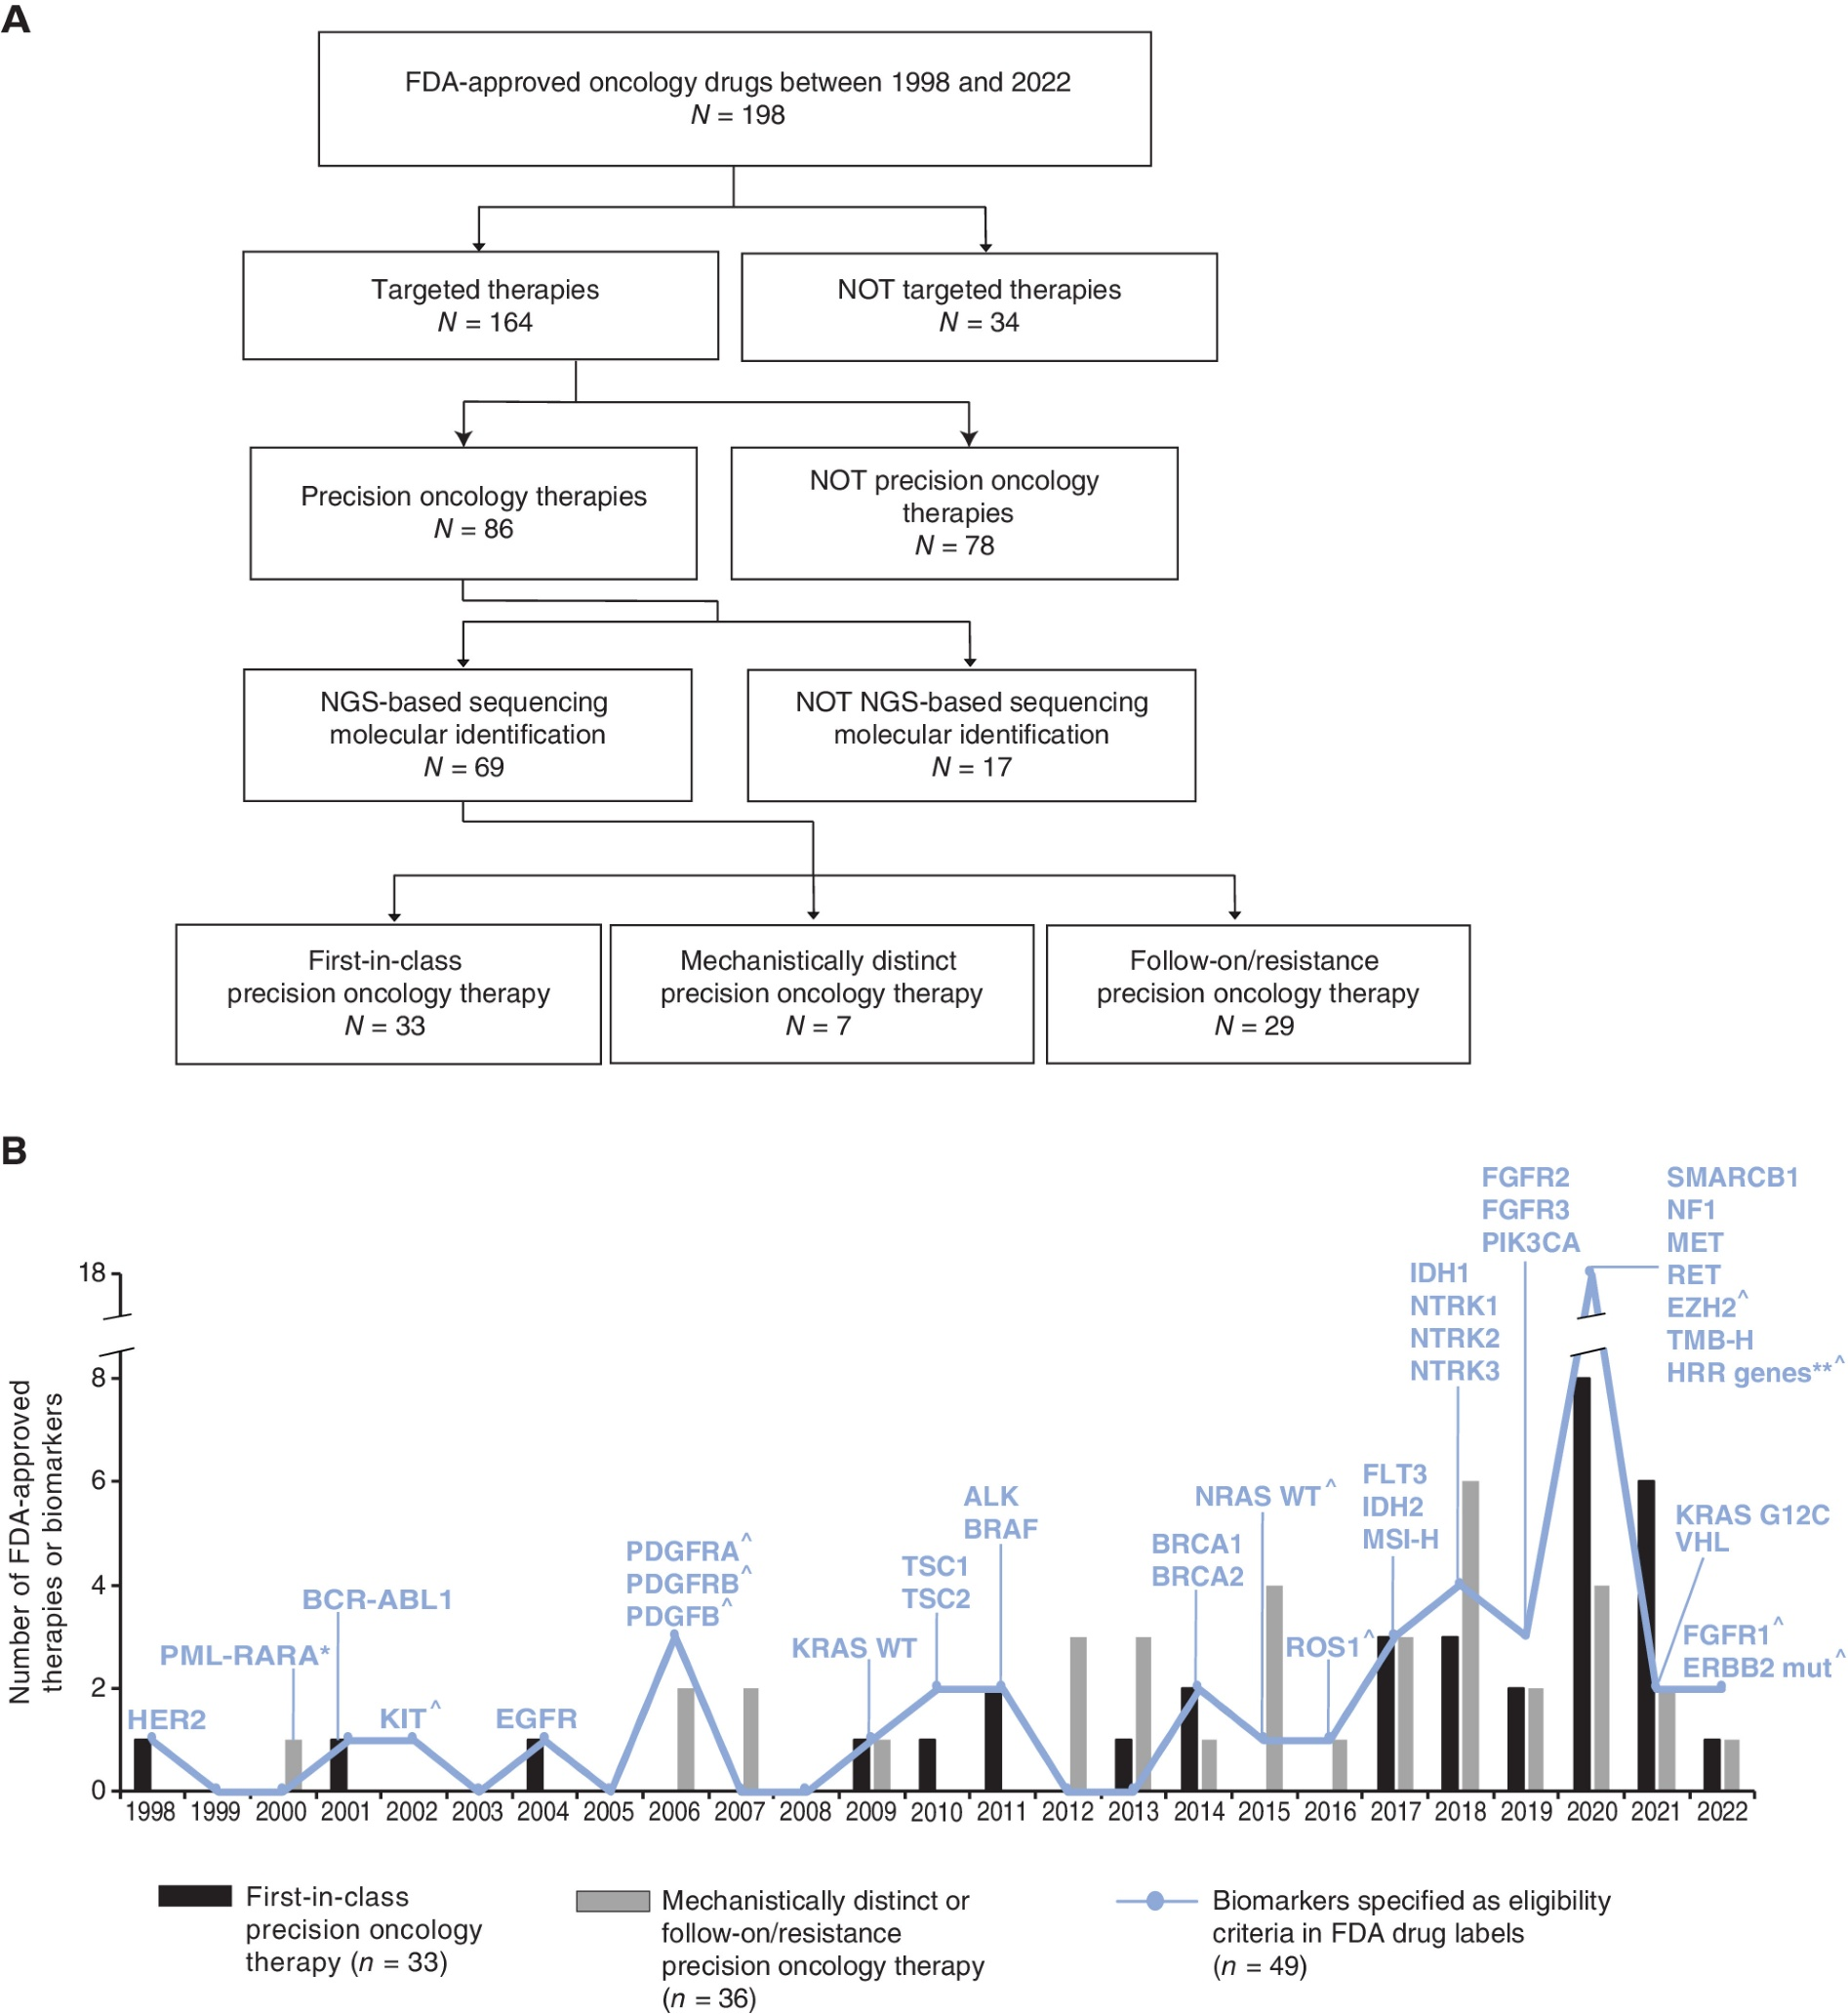 A
FDA-approved oncology drugs between 1998 and 2022
N = 198
Targeted therapies
N = 164
NOT targeted therapies
N = 34
Precision oncology therapies
N = 86
NOT precision oncology
therapies
N = 78
NGS-based sequencing
molecular identification
N = 69
NOT NGS-based sequencing
molecular identification
N = 17
First-in-class
precision oncology therapy
N = 33
Mechanistically distinct
precision oncology therapy
N = 7
Follow-on/resistance
precision oncology therapy
N = 29
B
Number of FDA-approved
therapies or biomarkers
18
8
6
4
2
0
HER2
PML-RARA*
BCR-ABL1
KIT^
EGFR
PDGFRA^
PDGFRB^
PDGFB^
KRAS WT
TSC1
TSC2
ALK
BRAF
BRCA1
BRCA2
NRAS WT^
ROS1^
FLT3
IDH2
MSI-H
IDH1
NTRK1
NTRK2
NTRK3
FGFR2
FGFR3
PIK3CA
SMARCB1
NF1
MET
RET
EZH2^
TMB-H
HRR genes**^
KRAS G12C
VHL
FGFR1^
ERBB2 mut^
1998 1999 2000 2001 2002 2003 2004 2005 2006 2007 2008 2009 2010 2011 2012 2013 2014 2015 2016 2017 2018 2019 2020 2021 2022
First-in-class
precision oncology
therapy (n = 33)
Mechanistically distinct or
follow-on/resistance
precision oncology therapy
(n = 36)
Biomarkers specified as eligibility
criteria in FDA drug labels
(n = 49)